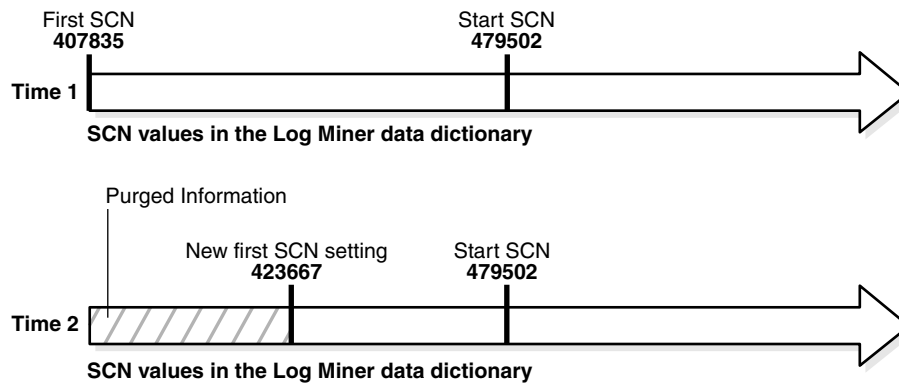 First SCN
407835
Start SCN
479502
Time 1
SCN values in the Log Miner data dictionary
Purged Information
New first SCN setting
423667
Start SCN
479502
Time 2
SCN values in the Log Miner data dictionary